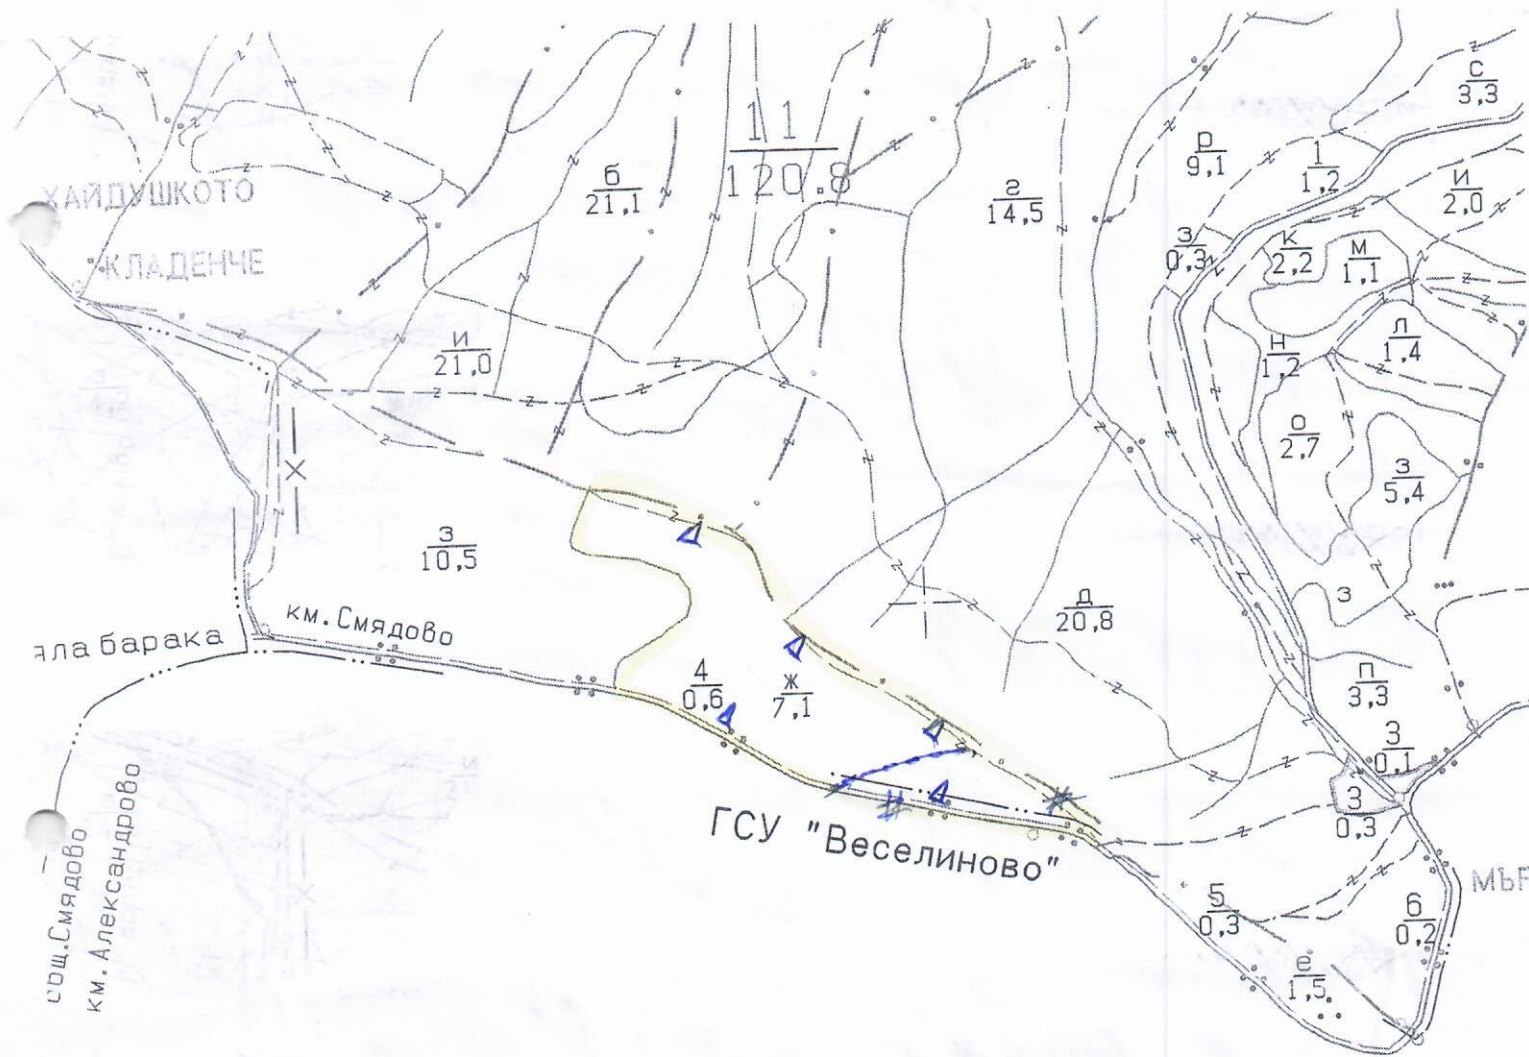 11
120.8
С
3,3
р
9,1
1
1,2
И
2,0
б
21,1
г
14,5
ХАЙДУШКОТО
КЛАДЕНЧЕ
З
0,3
К
2,2
М
1,1
и
21,0
Н
1,2
Л
1,4
О
2,7
З
5,4
З
10,5
З
д
20,8
км.Смядово
яла барака
4
0,6
ж
7,1
П
3,3
3
0,1
3
0,3
ГСУ "Веселиново"
общ.Смядово
км.Александрово
5
0,3
6
0,2
МЪР
е
1,5